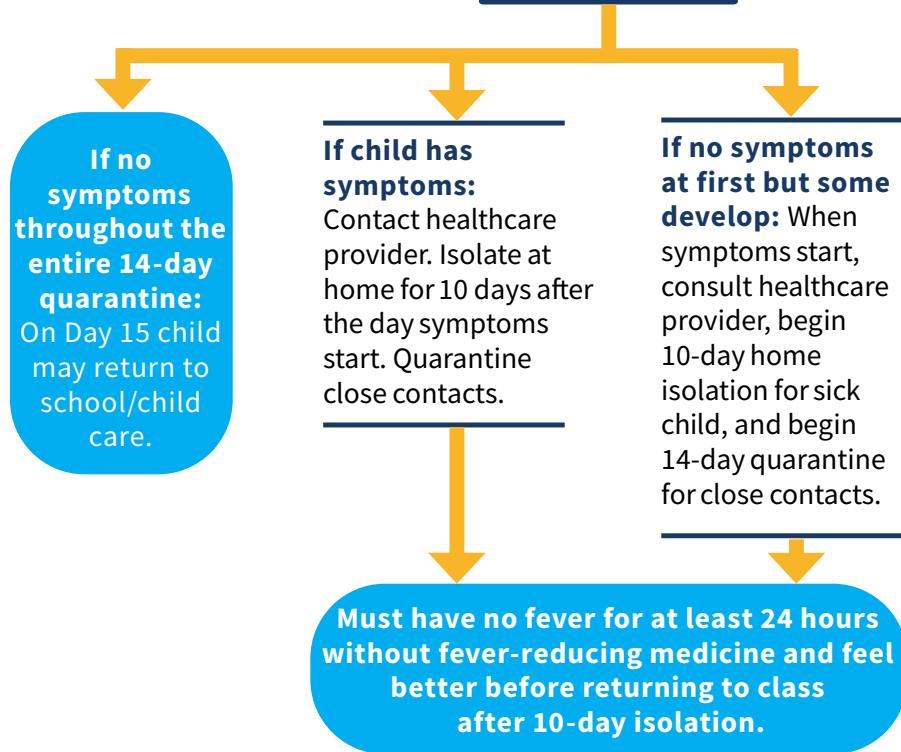 If no
symptoms
throughout the
entire 14-day
quarantine:
On Day 15 child
may return to
school/child
care.
If child has
symptoms:
Contact healthcare
provider. Isolate at
home for 10 days after
the day symptoms
start. Quarantine
close contacts.
If no symptoms
at first but some
develop: When
symptoms start,
consult healthcare
provider, begin
10-day home
isolation for sick
child, and begin
14-day quarantine
for close contacts.
Must have no fever for at least 24 hours
without fever-reducing medicine and feel
better before returning to class
after 10-day isolation.